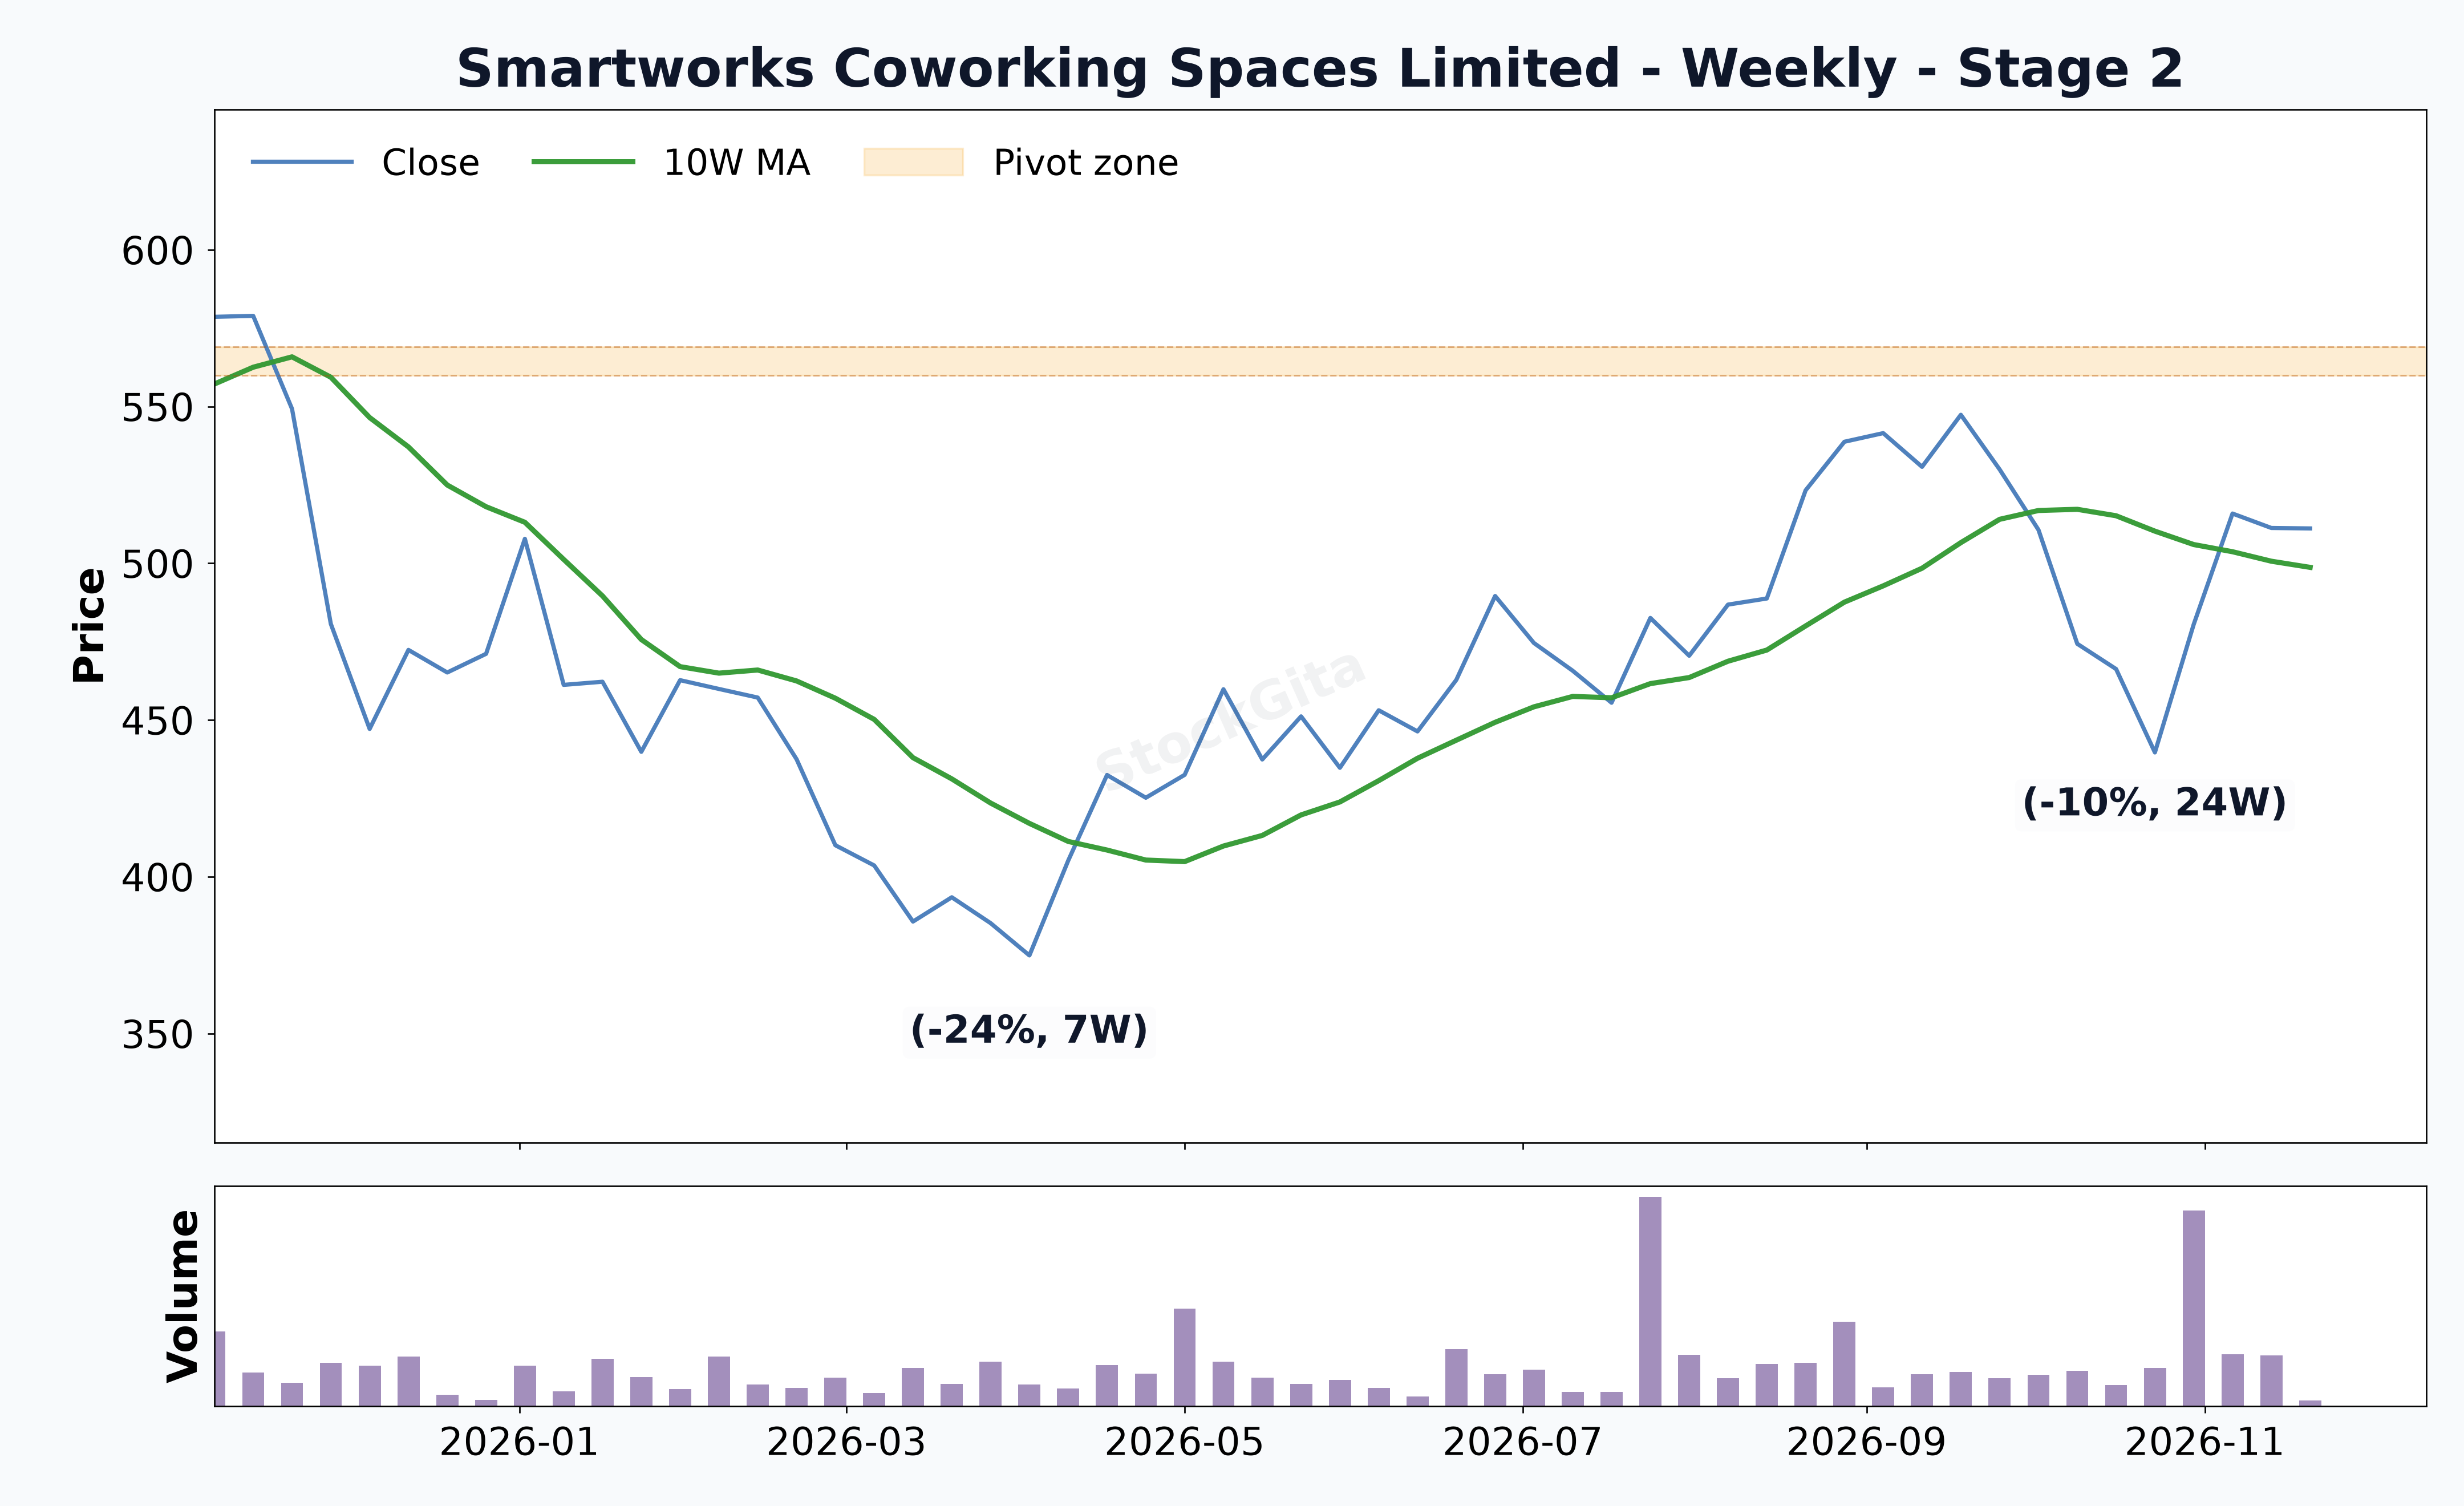 Smartworks Coworking Spaces Limited - Weekly - Stage 2
Close
10W MA
Pivot zone
Price
600
550
500
450
400
350
StockGita
(-10%, 24W)
(-24%, 7W)
Volume
2026-01
2026-03
2026-05
2026-07
2026-09
2026-11